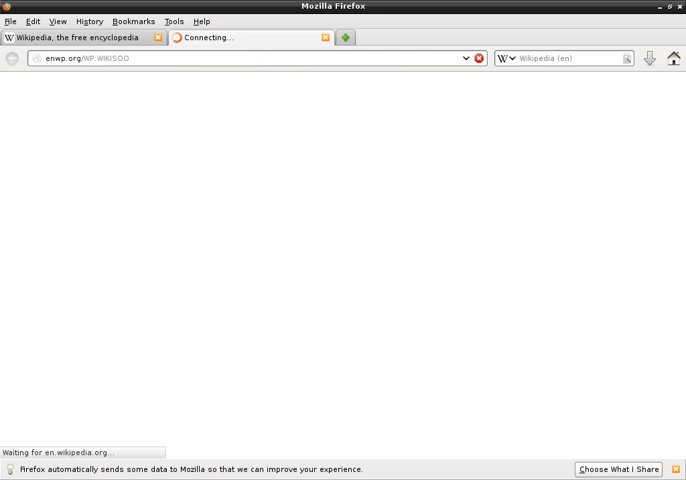 Mozilla Firefox
File Edit View History Bookmarks Tools Help
W Wikipedia, the free encyclopedia Connecting...
enwp.org/WP:WIKISOO W Wikipedia (en)
Waiting for en.wikipedia.org...
Firefox automatically sends some data to Mozilla so that we can improve your experience. Choose What I Share